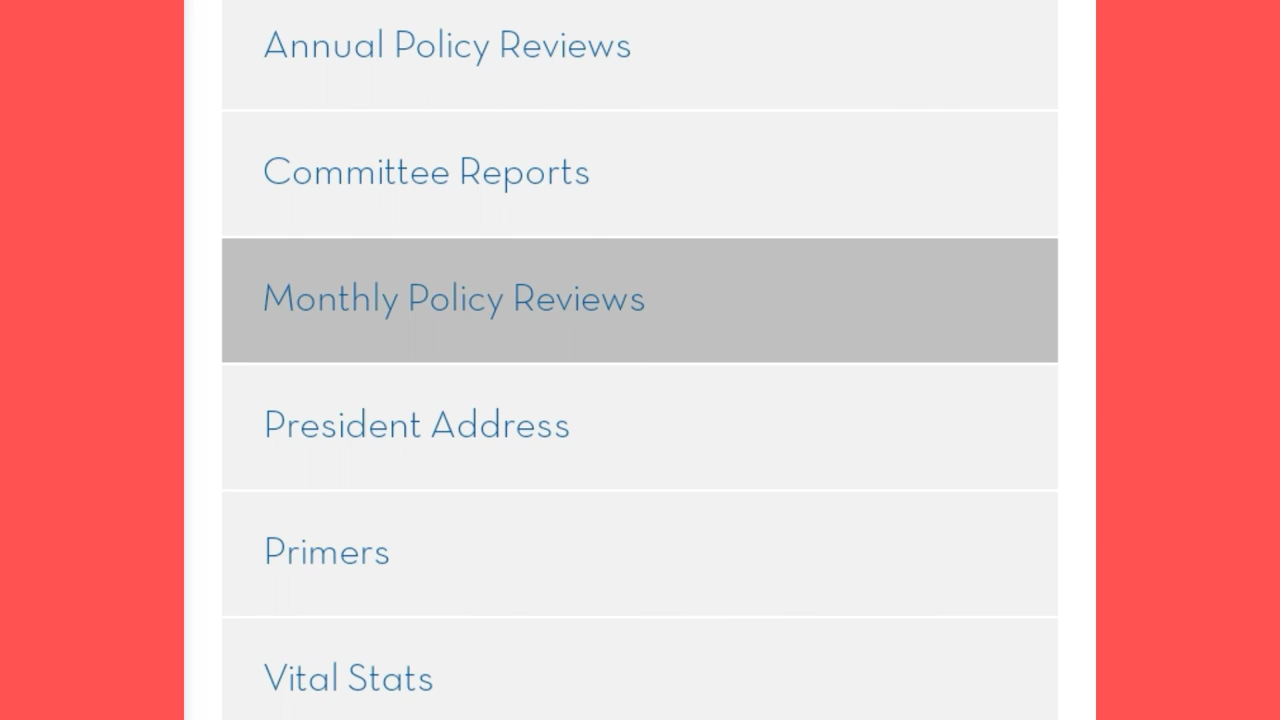 Annual Policy Reviews
Committee Reports
Monthly Policy Reviews
President Address
Primers
Vital Stats